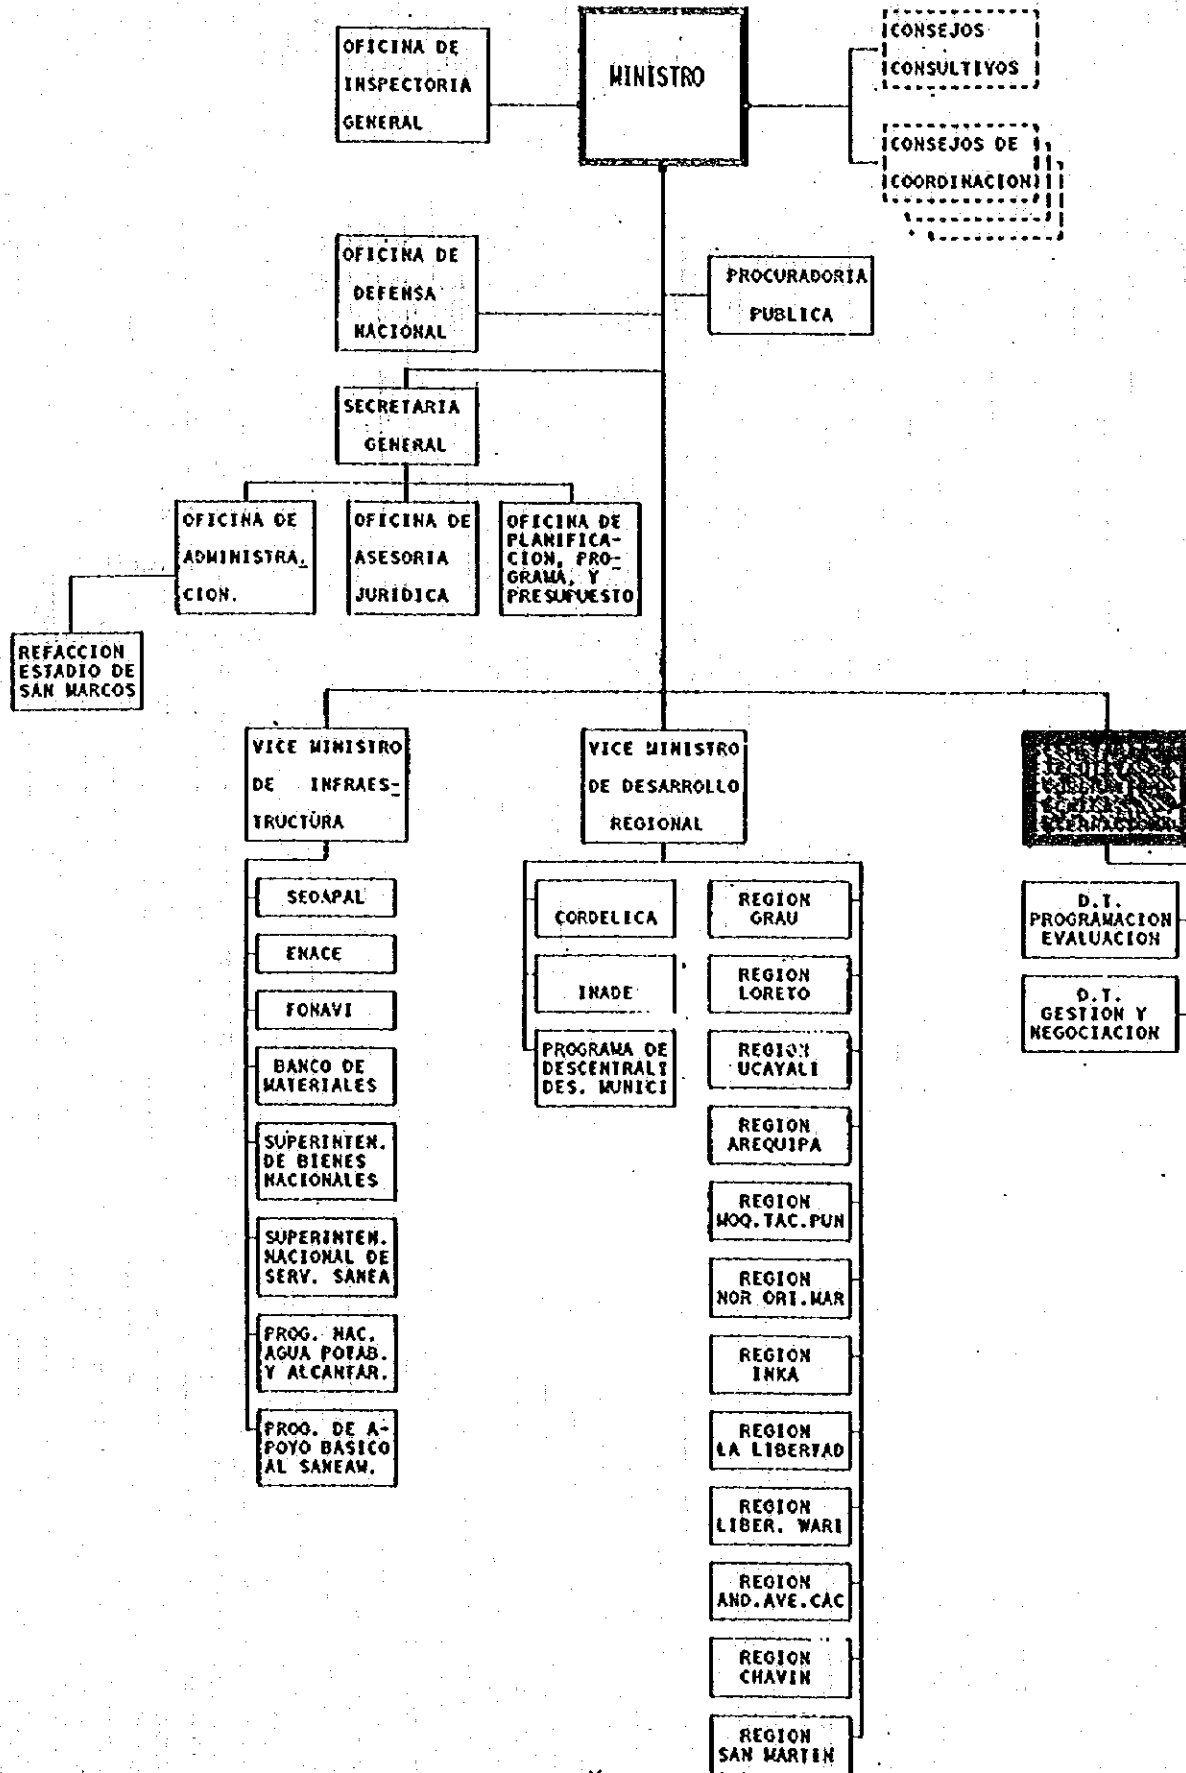 OFICINA DE
INSPECTORIA
GENERAL
MINISTRO
CONSEJOS
CONSULTIVOS
CONSEJOS DE
COORDINACION
OFICINA DE
DEFENSA
NACIONAL
PROCURADORIA
PUBLICA
SECRETARIA
GENERAL
OFICINA DE
ADMINISTRA-
CION.
OFICINA DE
ASESORIA
JURIDICA
OFICINA DE
PLANIFICA-
CION, PRO-
GRAMA, Y
PRESUPUESTO
REFACCION
ESTADIO DE
SAN MARCOS
VICE MINISTRO
DE INFRAES-
TRUCTURA
VICE MINISTRO
DE DESARROLLO
REGIONAL
SEDAPAL
ENACE
FONAVI
BANCO DE
MATERIALES
SUPERINTEN.
DE BIENES
NACIONALES
SUPERINTEN.
NACIONAL DE
SERV. SANEA
PROG. NAC.
AGUA POTAB.
Y ALCANTAR.
PROG. DE A-
POYO BASICO
AL SANEAM.
CORDELICA
INADE
PROGRAMA DE
DESCENTRALI
DES. MUNICI
REGION
GRAU
REGION
LORETO
REGION
UCAYALI
REGION
AREQUIPA
REGION
MOQ.TAC.PUN
REGION
NOR ORI.MAR
REGION
INKA
REGION
LA LIBERTAD
REGION
LIBER. WARI
REGION
AND.AVE.CAC
REGION
CHAVIN
REGION
SAN MARTIN
D.T.
PROGRAMACION
EVALUACION
D.T.
GESTION Y
NEGOCIACION